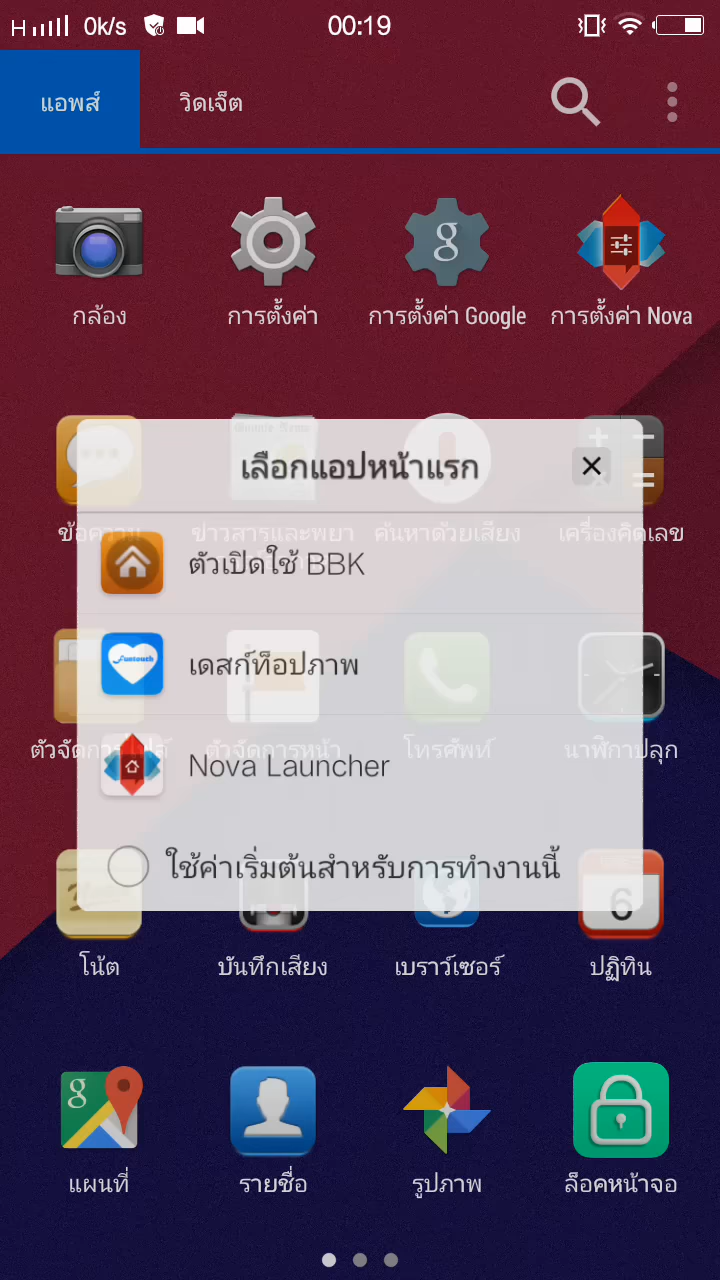 H 0k/s 00:19
แอพส์ วิดเจ็ต
กล้อง การตั้งค่า การตั้งค่า Google การตั้งค่า Nova
เลือกแอปหน้าแรก
ข้อความ ข่าวสารและพยา ค้นหาด้วยเสียง เครื่องคิดเลข
ตัวเปิดใช้ BBK
Funtouch
เดสก์ท็อปภาพ
ตัวจัดการ ตัวจัดการหน้า โทรศัพท์ นาฬิกาปลุก
Nova Launcher
ใช้ค่าเริ่มต้นสำหรับการทำงานนี้
6
โน้ต บันทึกเสียง เบราว์เซอร์ ปฏิทิน
แผนที่ รายชื่อ รูปภาพ ล็อคหน้าจอ